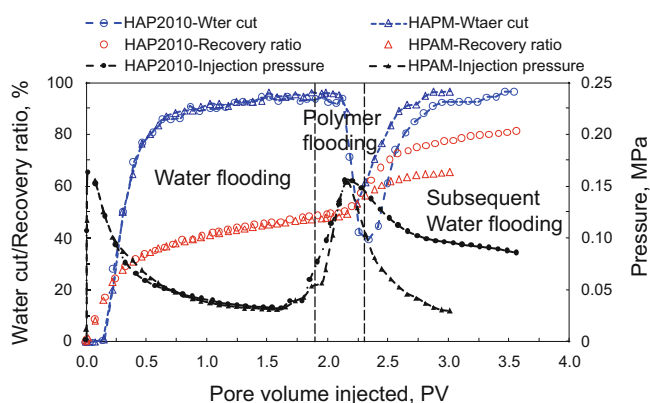 HAP2010-Wter cut
HAPM-Wtaer cut
HAP2010-Recovery ratio
HPAM-Recovery ratio
HAP2010-Injection pressure
HPAM-Injection pressure
100
80
60
40
20
0
Water cut/Recovery ratio, %
Water flooding
Polymer
flooding
Subsequent
Water flooding
0.25
0.20
0.15
0.10
0.05
0.0
Pressure, MPa
0.0 0.5 1.0 1.5 2.0 2.5 3.0 3.5 4.0
Pore volume injected, PV